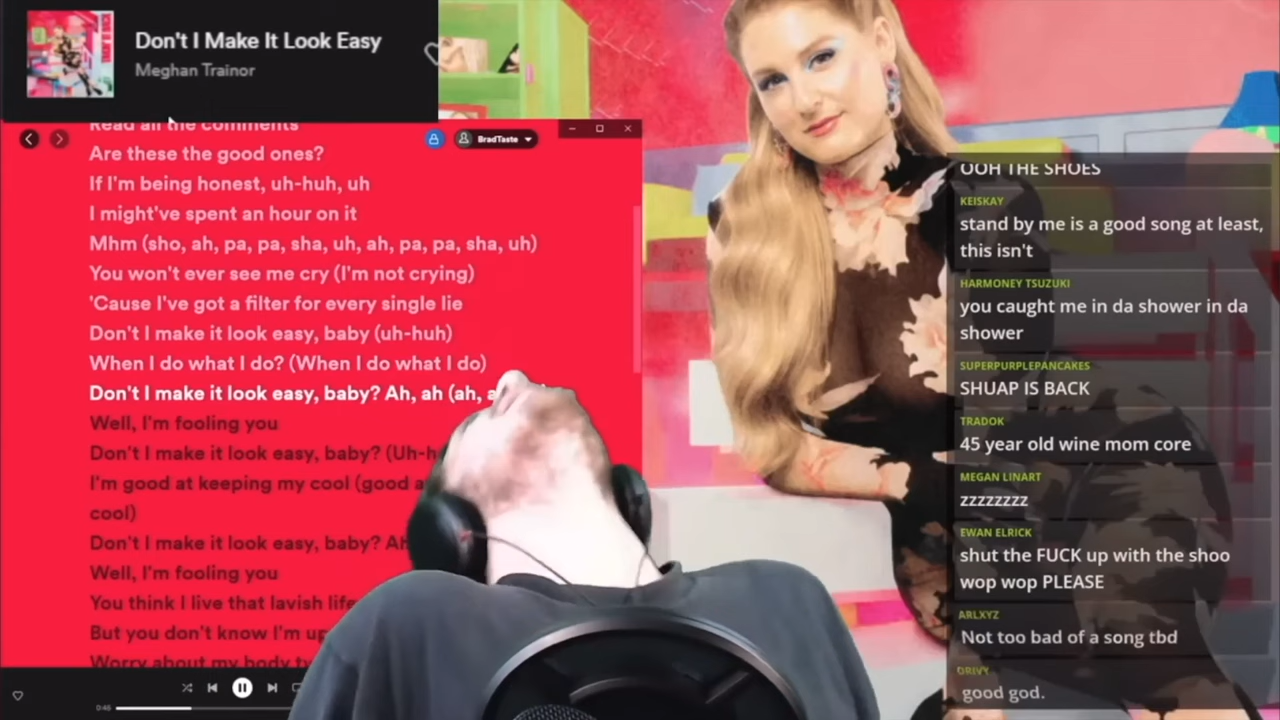 Don't I Make It Look Easy
Meghan Trainor
Read all the comments
BradTaste
Are these the good ones?
If I'm being honest, uh-huh, uh
I might've spent an hour on it
Mhm (sho, ah, pa, pa, sha, uh, ah, pa, pa, sha, uh)
You won't ever see me cry (I'm not crying)
'Cause I've got a filter for every single lie
Don't I make it look easy, baby (uh-huh)
When I do what I do? (When I do what I do)
Don't I make it look easy, baby? Ah, ah (ah, a
Well, I'm fooling you
Don't I make it look easy, baby? (Uh-h
I'm good at keeping my cool (good a
cool)
Don't I make it look easy, baby? Ah
Well, I'm fooling you
You think I live that lavish life
But you don't know I'm up
Worry about my body t
0:46
OOH THE SHOES
KEISKAY
stand by me is a good song at least,
this isn't
HARMONEY TSUZUKI
you caught me in da shower in da
shower
SUPERPURPLEPANCAKES
SHUAP IS BACK
TRADOK
45 year old wine mom core
MEGAN LINART
zzzzzzzz
EWAN ELRICK
shut the FUCK up with the shoo
wop wop PLEASE
ARLXYZ
Not too bad of a song tbd
DRIVY
good god.